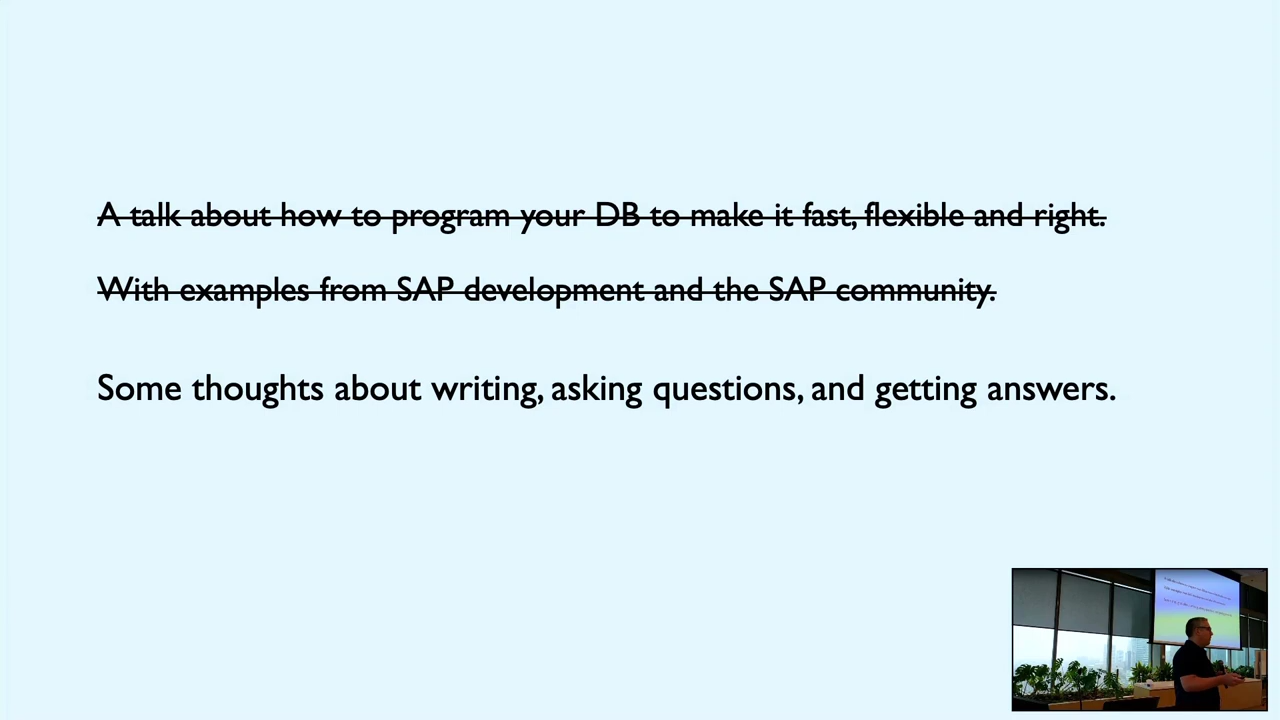 A talk about how to program your DB to make it fast, flexible and right.
With examples from SAP development and the SAP community.
Some thoughts about writing, asking questions, and getting answers.